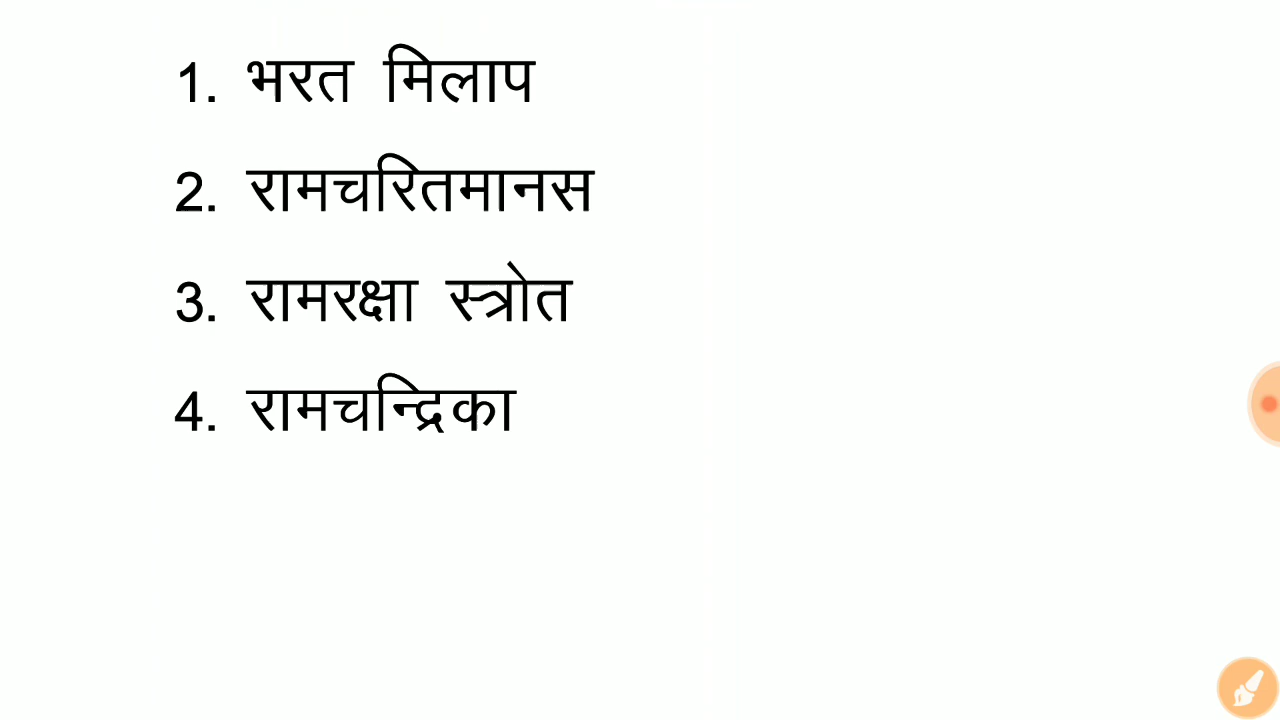 1. भरत मिलाप
2. रामचरितमानस
3. रामरक्षा स्त्रोत
4. रामचन्द्रिका